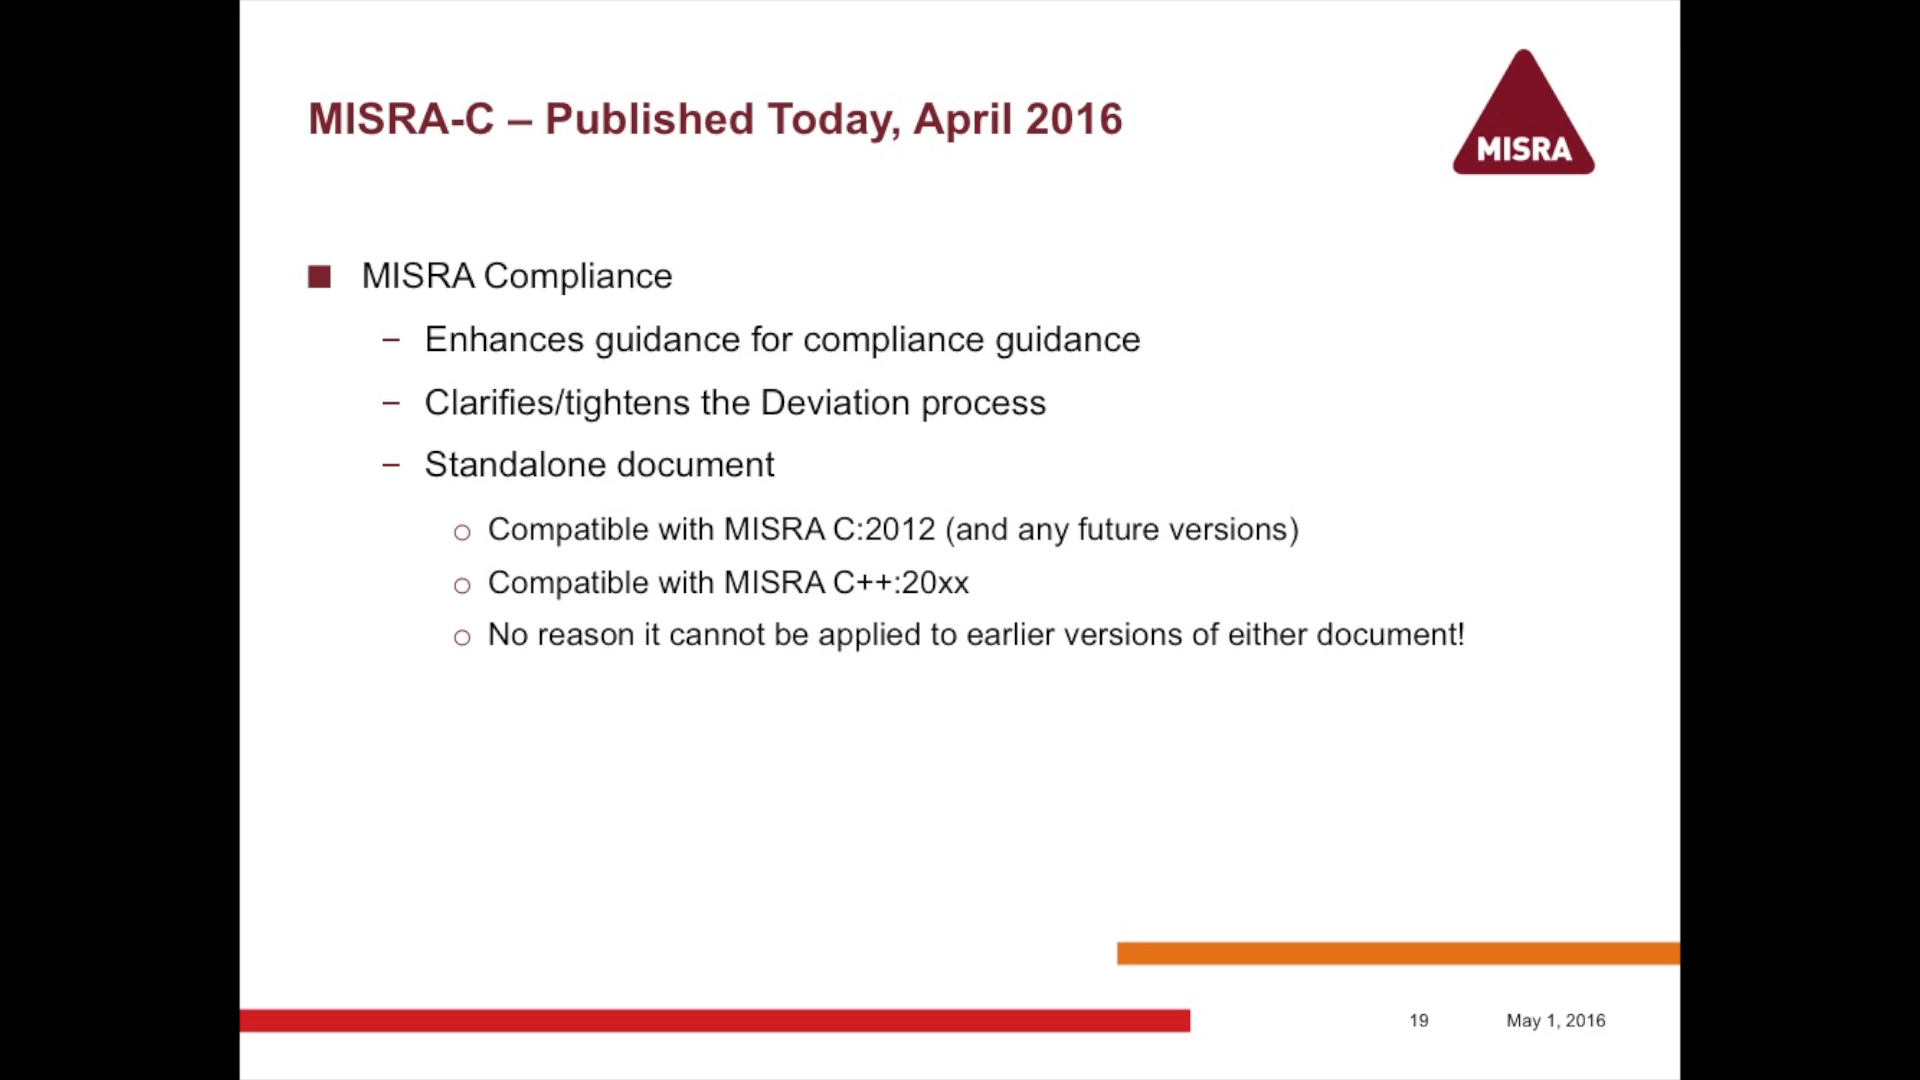 MISRA-C – Published Today, April 2016
MISRA
MISRA Compliance
– Enhances guidance for compliance guidance
– Clarifies/tightens the Deviation process
– Standalone document
○ Compatible with MISRA C:2012 (and any future versions)
○ Compatible with MISRA C++:20xx
○ No reason it cannot be applied to earlier versions of either document!
19 May 1, 2016